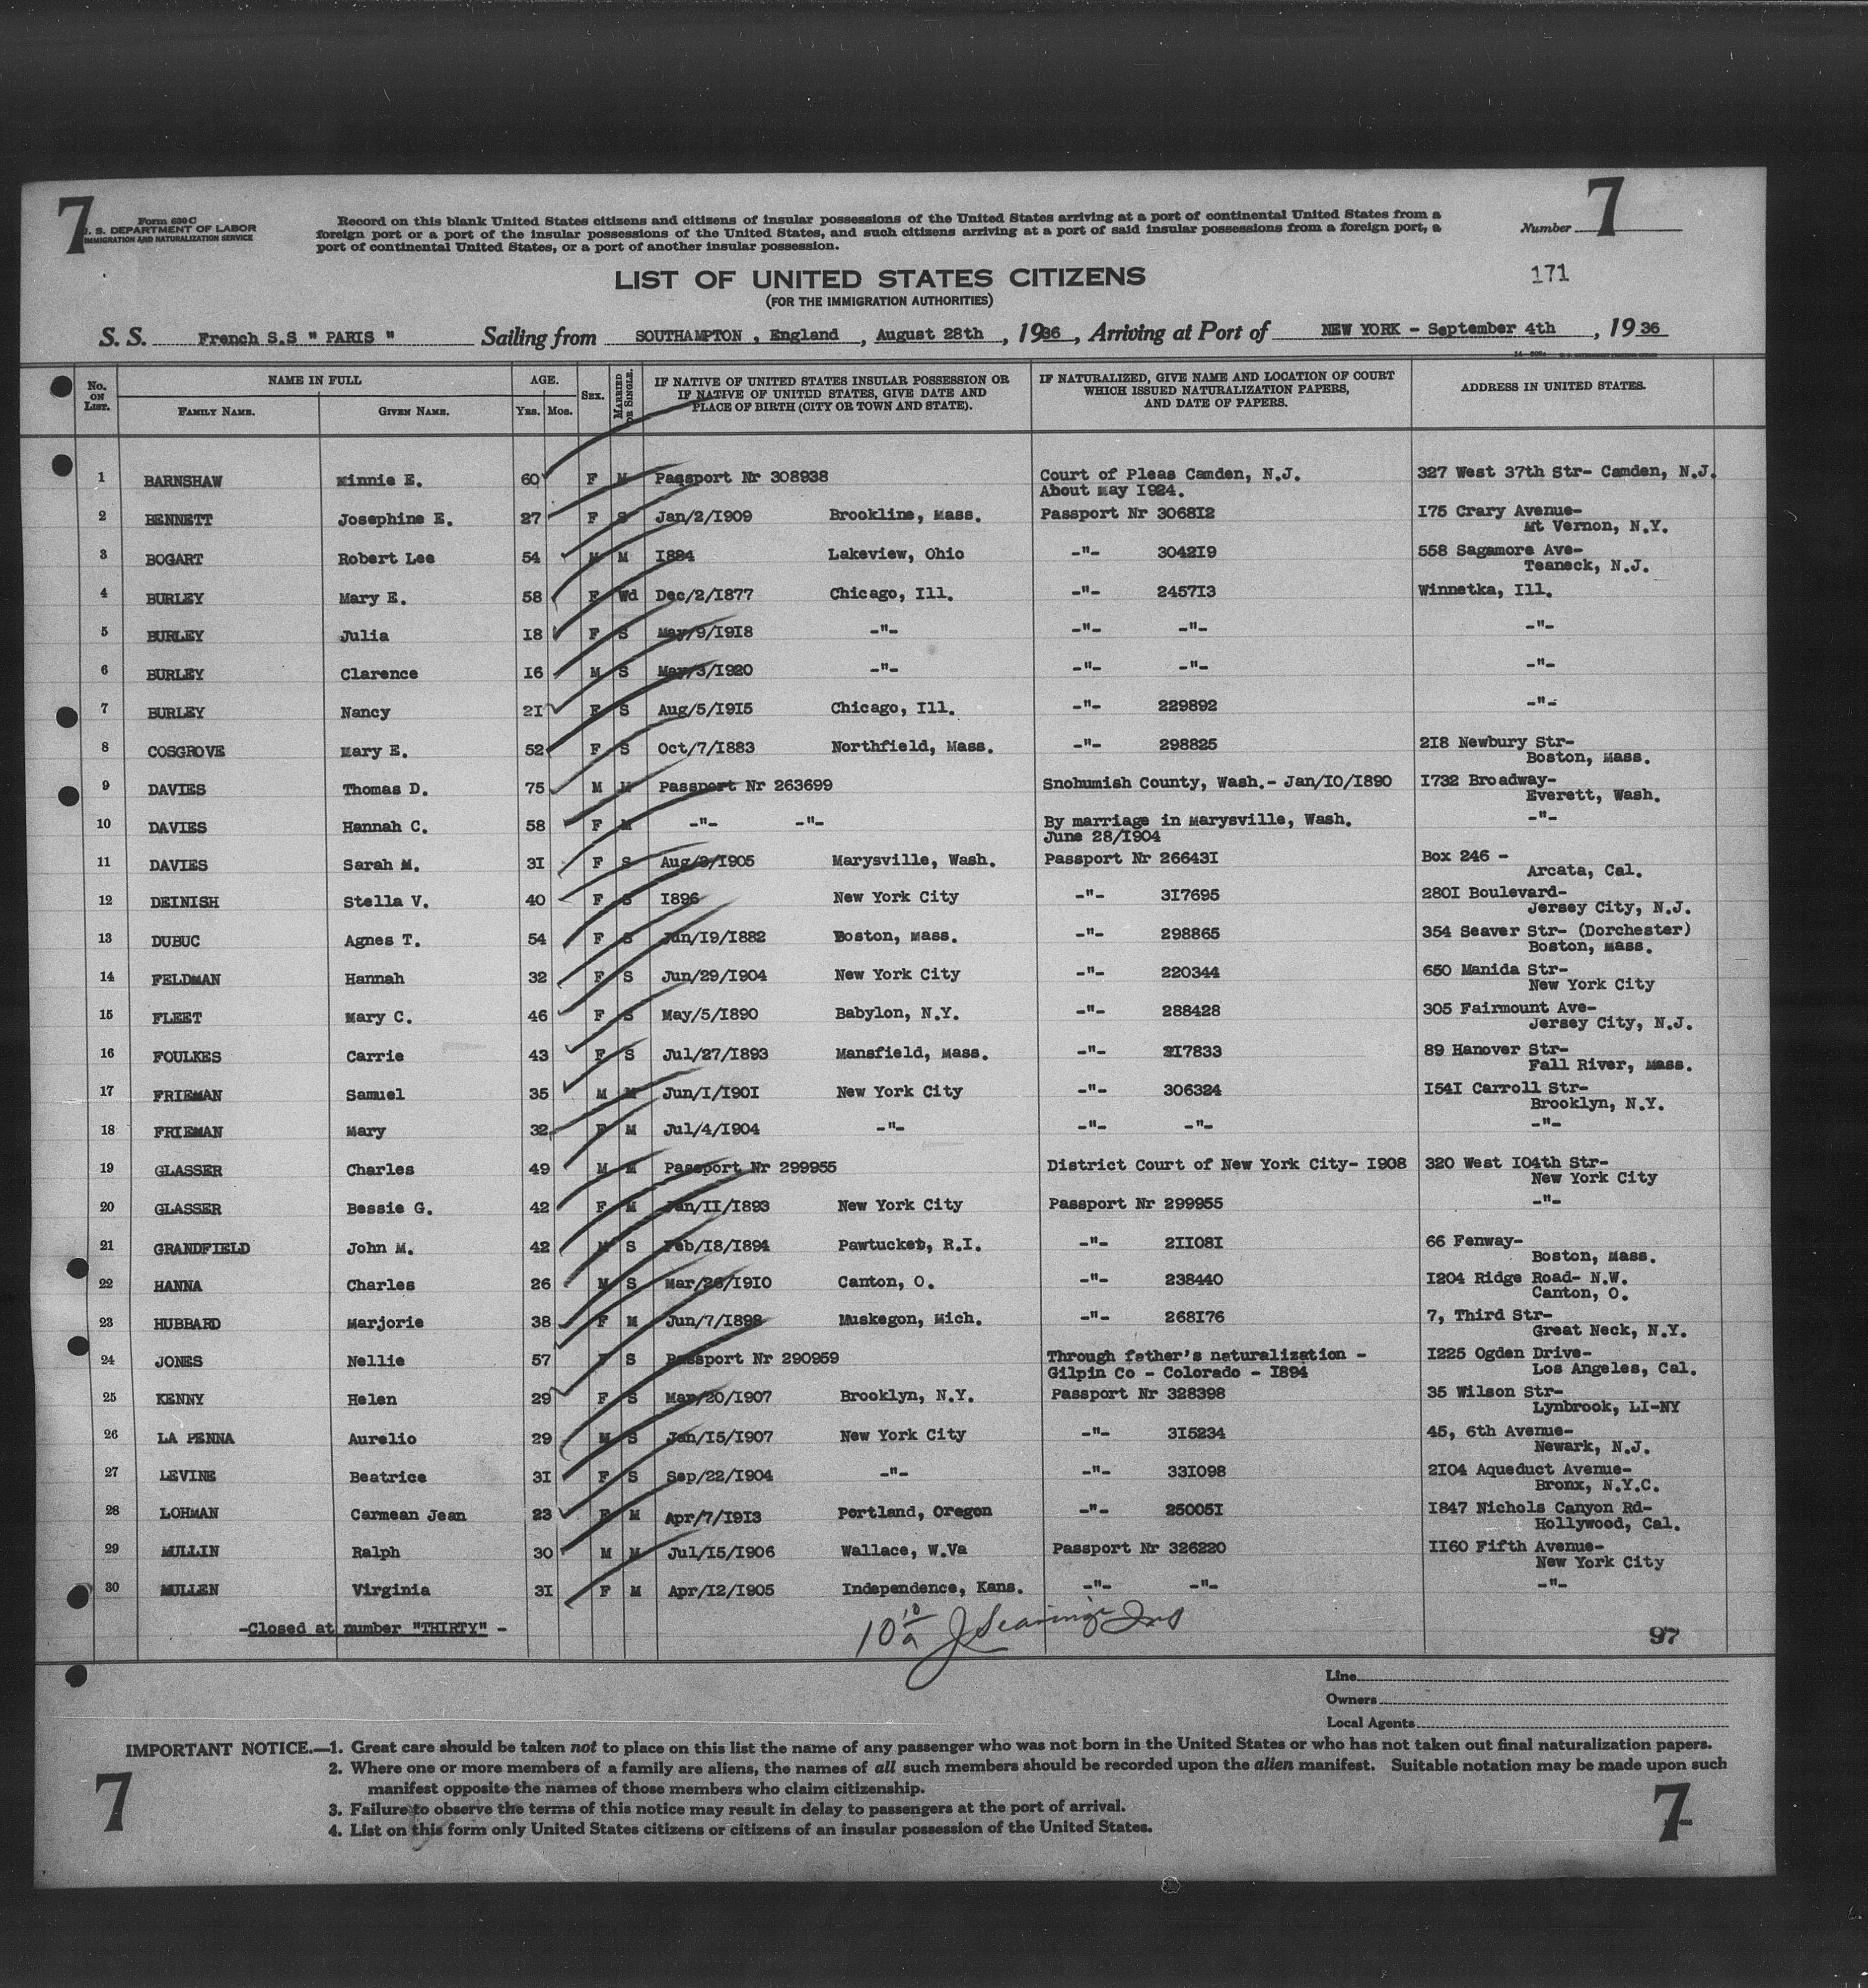 7
Form 630 C
U. S. DEPARTMENT OF LABOR
IMMIGRATION AND NATURALIZATION SERVICE
Record on this blank United States citizens and citizens of insular possessions of the United States arriving at a port of continental United States from a
foreign port or a port of the insular possessions of the United States, and such citizens arriving at a port of said insular possessions from a foreign port, a
port of continental United States, or a port of another insular possession.
Number 7
171
LIST OF UNITED STATES CITIZENS
(FOR THE IMMIGRATION AUTHORITIES)
S. S. French S.S " PARIS " Sailing from SOUTHAMPTON , England , August 28th , 1936 , Arriving at Port of NEW YORK - September 4th , 19 36
No. ON LIST. NAME IN FULL FAMILY NAME. GIVEN NAME. AGE. Yrs. Mos. SEX. MARRIED OR SINGLE. IF NATIVE OF UNITED STATES INSULAR POSSESSION OR IF NATIVE OF UNITED STATES, GIVE DATE AND PLACE OF BIRTH (CITY OR TOWN AND STATE). IF NATURALIZED, GIVE NAME AND LOCATION OF COURT WHICH ISSUED NATURALIZATION PAPERS, AND DATE OF PAPERS. ADDRESS IN UNITED STATES.
1 BARNSHAW Minnie E. 60 F M Passport Nr 308938 Court of Pleas Camden, N.J. 327 West 37th Str- Camden, N.J.
About May 1924.
2 BENNETT Josephine E. 27 F S Jan/2/1909 Brookline, Mass. Passport Nr 306812 175 Crary Avenue-
Mt Vernon, N.Y.
3 BOGART Robert Lee 54 M M 1884 Lakeview, Ohio -"- 304219 558 Sagamore Ave-
Teaneck, N.J.
4 BURLEY Mary E. 58 F Wd Dec/2/1877 Chicago, Ill. -"- 245713 Winnetka, Ill.
5 BURLEY Julia 18 F S May/9/1918 -"- -"- -"- -"-
6 BURLEY Clarence 16 M S May/3/1920 -"- -"- -"- -"-
7 BURLEY Nancy 21 F S Aug/5/1915 Chicago, Ill. -"- 229892 -"-
8 COSGROVE Mary E. 52 F S Oct/7/1883 Northfield, Mass. -"- 298825 218 Newbury Str-
Boston, Mass.
9 DAVIES Thomas D. 75 M M Passport Nr 263699 Snohumish County, Wash.- Jan/10/1890 1732 Broadway-
Everett, Wash.
10 DAVIES Hannah C. 58 F M -"- -"- By marriage in Marysville, Wash. -"-
June 28/1904
11 DAVIES Sarah M. 31 F S Aug/9/1905 Marysville, Wash. Passport Nr 266431 Box 246 -
Arcata, Cal.
12 DEINISH Stella V. 40 F S 1896 New York City -"- 317695 2801 Boulevard-
Jersey City, N.J.
13 DUBUC Agnes T. 54 F S Jun/19/1882 Boston, Mass. -"- 298865 354 Seaver Str- (Dorchester)
Boston, Mass.
14 FELDMAN Hannah 32 F S Jun/29/1904 New York City -"- 220344 650 Manida Str-
New York City
15 FLEET Mary C. 46 F S May/5/1890 Babylon, N.Y. -"- 288428 305 Fairmount Ave-
Jersey City, N.J.
16 FOULKES Carrie 43 F S Jul/27/1893 Mansfield, Mass. -"- 217833 89 Hanover Str-
Fall River, Mass.
17 FRIEMAN Samuel 35 M M Jun/1/1901 New York City -"- 306324 1541 Carroll Str-
Brooklyn, N.Y.
18 FRIEMAN Mary 32 F M Jul/4/1904 -"- -"- -"- -"-
19 GLASSER Charles 49 M M Passport Nr 299955 District Court of New York City- 1908 320 West 104th Str-
New York City
20 GLASSER Bessie G. 42 F M Jan/11/1893 New York City Passport Nr 299955 -"-
21 GRANDFIELD John M. 42 M S Feb/18/1894 Pawtucket, R.I. -"- 211081 66 Fenway-
Boston, Mass.
22 HANNA Charles 26 M S Mar/26/1910 Canton, O. -"- 238440 1204 Ridge Road- N.W.
Canton, O.
23 HUBBARD Marjorie 38 F M Jun/7/1898 Muskegon, Mich. -"- 268176 7, Third Str-
Great Neck, N.Y.
24 JONES Nellie 57 F S Passport Nr 290959 Through father's naturalization - 1225 Ogden Drive-
Gilpin Co - Colorado - 1894 Los Angeles, Cal.
25 KENNY Helen 29 F S Mar/20/1907 Brooklyn, N.Y. Passport Nr 328398 35 Wilson Str-
Lynbrook, LI-NY
26 LA PENNA Aurelio 29 M S Jan/15/1907 New York City -"- 315234 45, 6th Avenue-
Newark, N.J.
27 LEVINE Beatrice 31 F S Sep/22/1904 -"- -"- 331098 2104 Aqueduct Avenue-
Bronx, N.Y.C.
28 LOHMAN Carmean Jean 23 F M Apr/7/1913 Portland, Oregon -"- 250051 1847 Nichols Canyon Rd-
Hollywood, Cal.
29 MULLIN Ralph 30 M M Jul/15/1906 Wallace, W.Va Passport Nr 326220 1160 Fifth Avenue-
New York City
30 MULLEN Virginia 31 F M Apr/12/1905 Independence, Kans. -"- -"- -"-
-Closed at number "THIRTY" -
97
Line
Owners
Local Agents
IMPORTANT NOTICE.—1. Great care should be taken not to place on this list the name of any passenger who was not born in the United States or who has not taken out final naturalization papers.
2. Where one or more members of a family are aliens, the names of all such members should be recorded upon the alien manifest. Suitable notation may be made upon such
manifest opposite the names of those members who claim citizenship.
3. Failure to observe the terms of this notice may result in delay to passengers at the port of arrival.
4. List on this form only United States citizens or citizens of an insular possession of the United States.
7
7